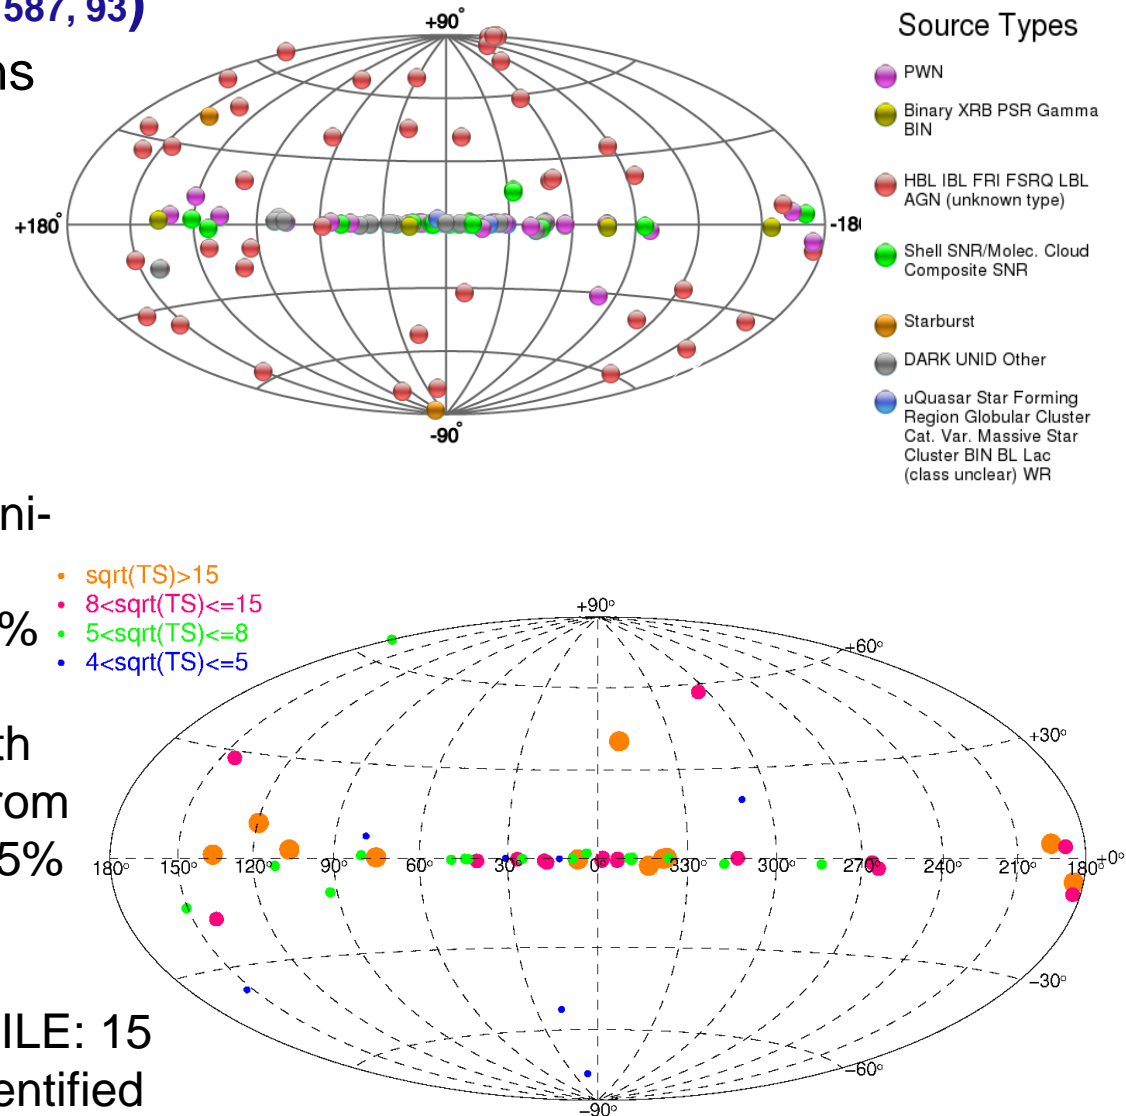 587, 93)
ns
+90°
+180°
-180
-90°
Source Types
PWN
Binary XRB PSR Gamma
BIN
HBL IBL FRI FSRQ LBL
AGN (unknown type)
Shell SNR/Molec. Cloud
Composite SNR
Starburst
DARK UNID Other
uQuasar Star Forming
Region Globular Cluster
Cat. Var. Massive Star
Cluster BIN BL Lac
(class unclear) WR
ni-
%
th
rom
5%
ILE: 15
entified
• sqrt(TS)>15
• 8<sqrt(TS)<=15
• 5<sqrt(TS)<=8
• 4<sqrt(TS)<=5
+90°
+60°
+30°
180° 150° 120° 90° 60° 30° 0° 330° 300° 270° 240° 210° 180° +0°
−30°
−60°
−90°